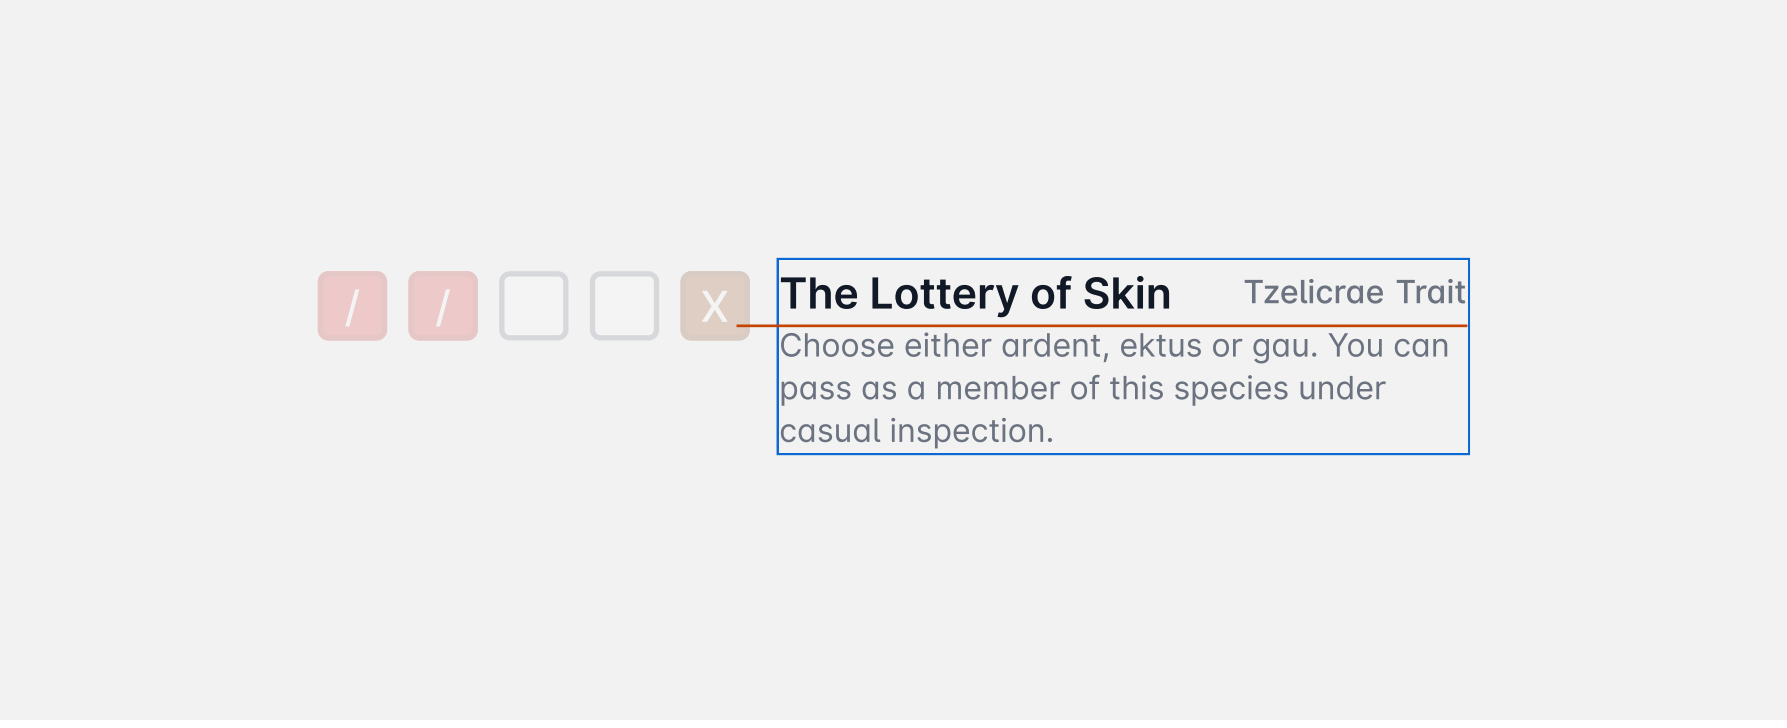 / / X
The Lottery of Skin Tzelicrae Trait
Choose either ardent, ektus or gau. You can
pass as a member of this species under
casual inspection.